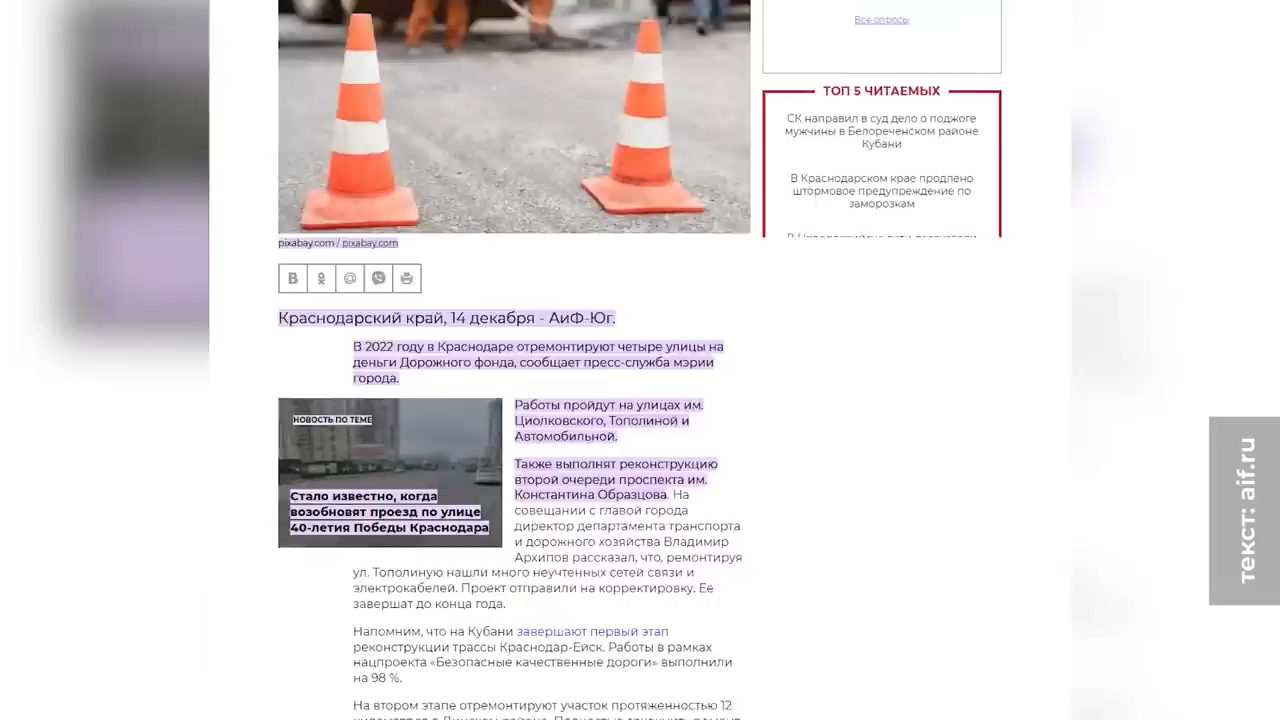 Все опросы
ТОП 5 ЧИТАЕМЫХ
СК направил в суд дело о поджоге
мужчины в Белореченском районе
Кубани
В Краснодарском крае продлено
штормовое предупреждение по
заморозкам
pixabay.com / pixabay.com
Краснодарский край, 14 декабря - АиФ-Юг.
В 2022 году в Краснодаре отремонтируют четыре улицы на
деньги Дорожного фонда, сообщает пресс-служба мэрии
города.
НОВОСТЬ ПО ТЕМЕ
Стало известно, когда
возобновят проезд по улице
40-летия Победы Краснодара
Работы пройдут на улицах им.
Циолковского, Тополиной и
Автомобильной.
Также выполнят реконструкцию
второй очереди проспекта им.
Константина Образцова. На
совещании с главой города
директор департамента транспорта
и дорожного хозяйства Владимир
Архипов рассказал, что, ремонтируя
ул. Тополиную нашли много неучтенных сетей связи и
электрокабелей. Проект отправили на корректировку. Ее
завершат до конца года.
Напомним, что на Кубани завершают первый этап
реконструкции трассы Краснодар-Ейск. Работы в рамках
нацпроекта «Безопасные качественные дороги» выполнили
на 98 %.
На втором этапе отремонтируют участок протяженностью 12
текст: aif.ru